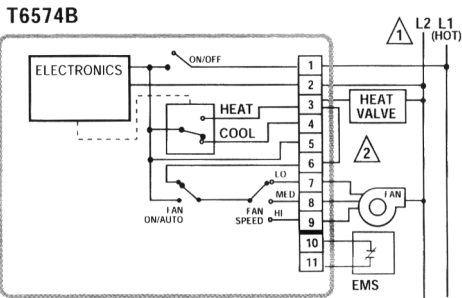 T6574B
1
L2 L1
(HOT)
ON/OFF
ELECTRONICS
1
2
3
4
5
6
7
8
9
10
11
HEAT
COOL
HEAT
VALVE
2
LO
MED
HI
FAN
ON/AUTO
FAN
SPEED
FAN
EMS